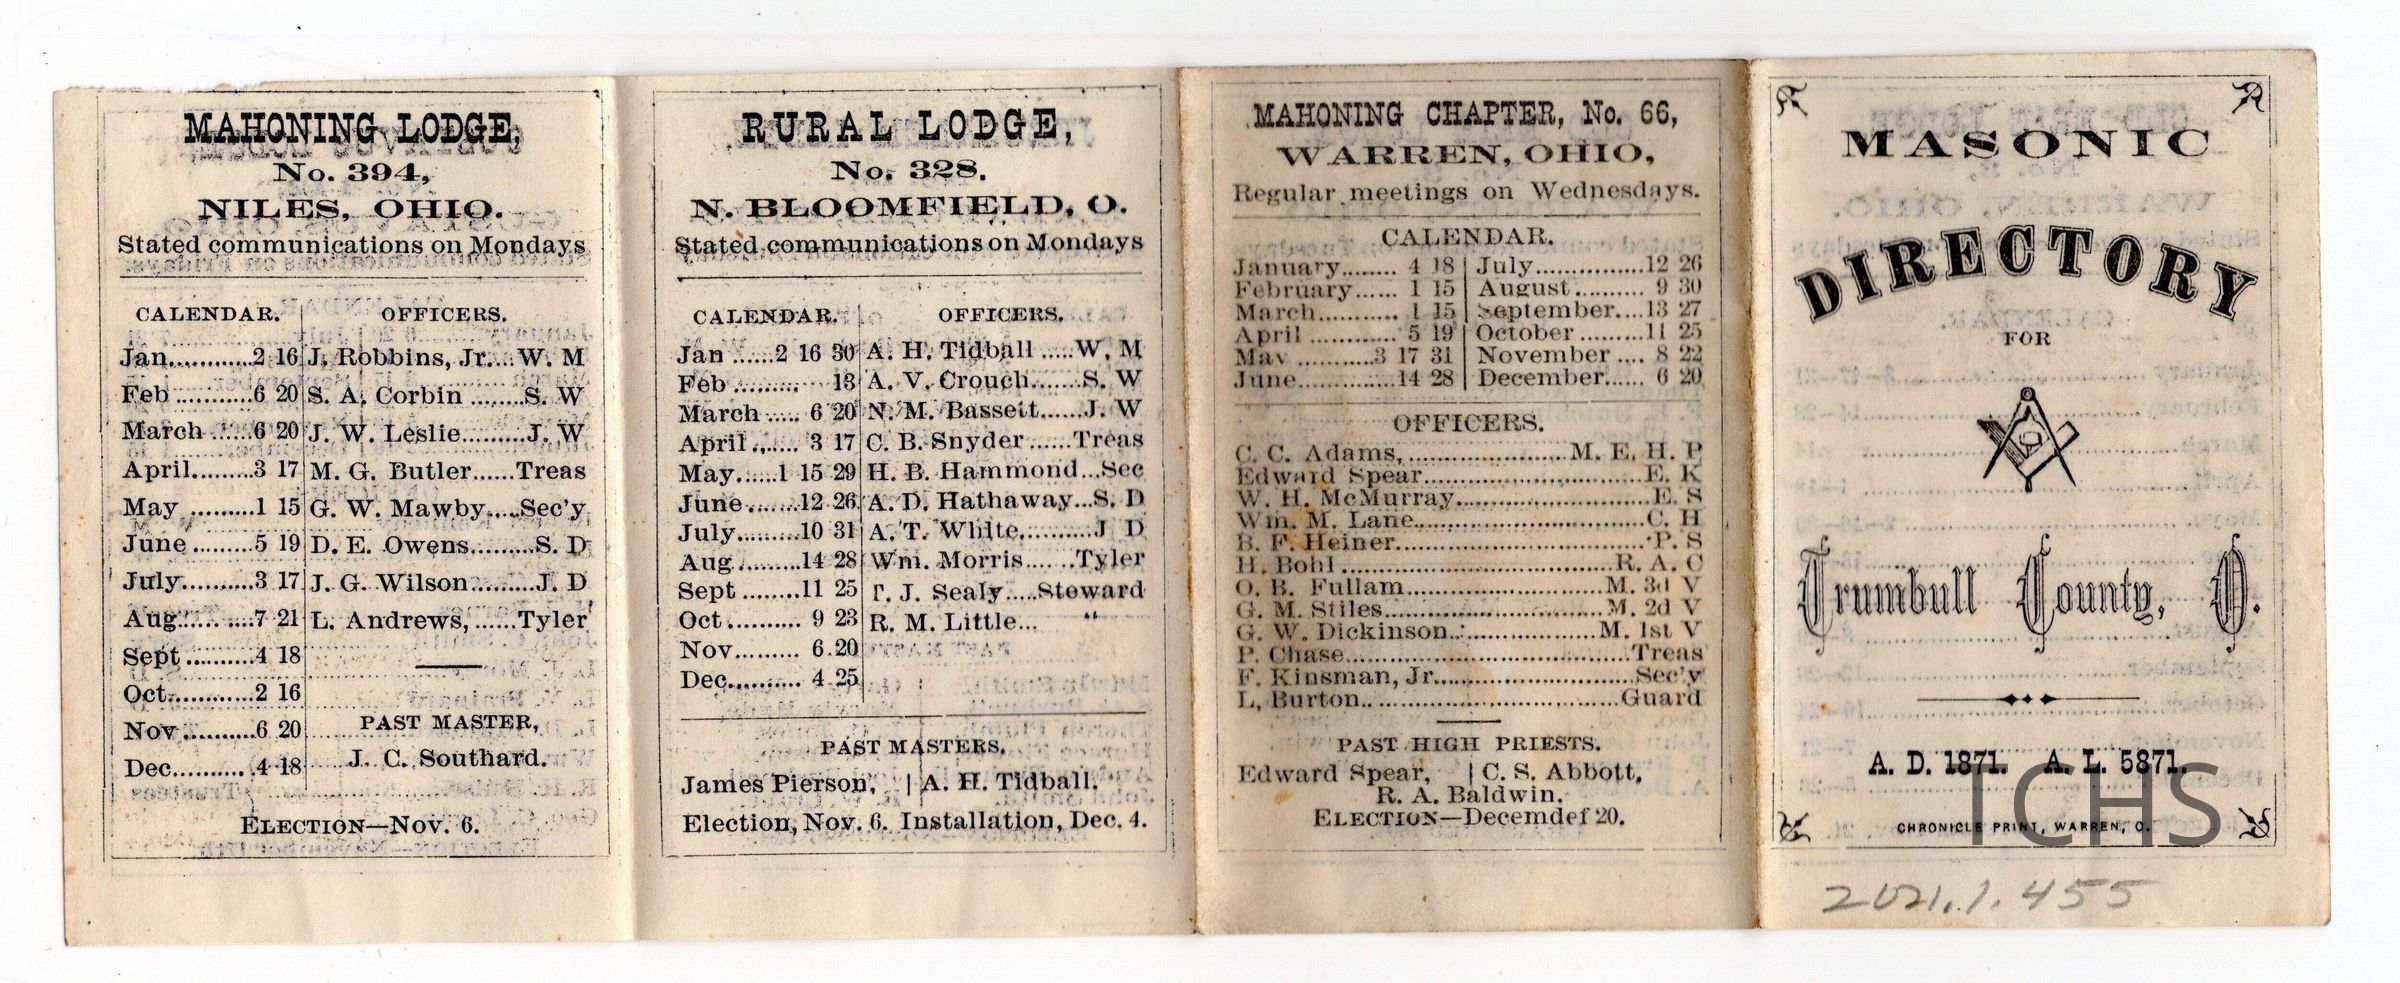 MAHONING LODGE,
No. 394,
NILES, OHIO.
Stated communications on Mondays
CALENDAR.
Jan............2 16
Feb ...........6 20
March ......6 20
April.........3 17
May .........1 15
June.........5 19
July..........3 17
Aug..........7 21
Sept ..........4 18
Oct............2 16
Nov ..........6 20
Dec...........4 18
OFFICERS.
J. Robbins, Jr....W. M
S. A. Corbin ........S. W
J. W. Leslie..........J. W
M. G. Butler......Treas
G. W. Mawby.....Sec'y
D. E. Owens.........S. D
J. G. Wilson.........J. D
L. Andrews,......Tyler
PAST MASTER,
J. C. Southard.
ELECTION—Nov. 6.
RURAL LODGE,
No. 328.
N. BLOOMFIELD, O.
Stated communications on Mondays
CALENDAR.
Jan ......2 16 30
Feb .......... 13
March ..... 6 20
April...... 3 17
May......1 15 29
June.......12 26
July.........10 31
Aug.........14 28
Sept ........11 25
Oct........... 9 23
Nov......... 6 20
Dec.......... 4 25
OFFICERS.
A. H. Tidball .....W. M
A. V. Crouch.......S. W
N. M. Bassett......J. W
C. B. Snyder ......Treas
H. B. Hammond...Sec
A. D. Hathaway...S. D
A. T. White..........J D
Wm. Morris.......Tyler
T. J. Sealy.....Steward
R. M. Little... "
PAST MASTERS.
James Pierson, | A. H. Tidball.
Election, Nov. 6. Installation, Dec. 4.
MAHONING CHAPTER, No. 66,
WARREN, OHIO,
Regular meetings on Wednesdays.
CALENDAR.
January........ 4 18 | July................12 26
February...... 1 15 | August.......... 9 30
March........... 1 15 | September....13 27
April ............ 5 19 | October .........11 25
May ...........3 17 31 | November .... 8 22
June..............14 28 | December...... 6 20
OFFICERS.
C. C. Adams,.......................M. E. H. P
Edward Spear................................E. K
W. H. McMurray............................E. S
Wm. M. Lane.................................C. H
B. F. Heiner....................................P. S
H. Bohl.......................................R. A. C
O. B. Fullam............................M. 3d V
G. M. Stiles...............................M. 2d V
G. W. Dickinson......................M. 1st V
P. Chase........................................Treas
F. Kinsman, Jr.............................Sec'y
L, Burton.....................................Guard
PAST HIGH PRIESTS.
Edward Spear, | C. S. Abbott,
R. A. Baldwin.
ELECTION—Decemdef 20.
MASONIC
DIRECTORY
FOR
G
Trumbull County, O.
A. D. 1871. A. L. 5871.
TCHS
CHRONICLE PRINT, WARREN, O.
2021.1.455